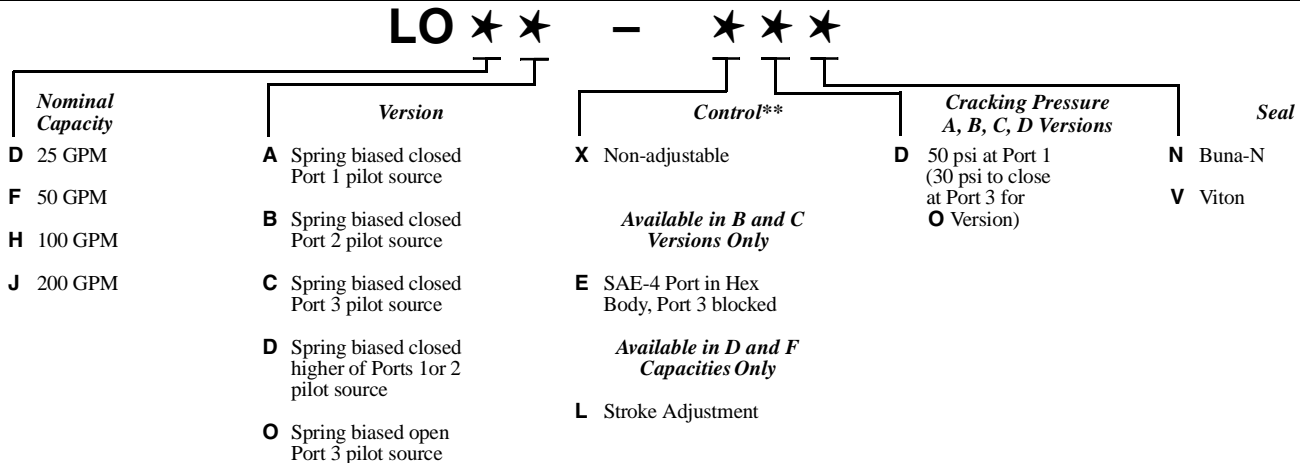 LO ★ ★ – ★ ★ ★
Nominal
Capacity
D 25 GPM
F 50 GPM
H 100 GPM
J 200 GPM
Version
A Spring biased closed
Port 1 pilot source
B Spring biased closed
Port 2 pilot source
C Spring biased closed
Port 3 pilot source
D Spring biased closed
higher of Ports 1or 2
pilot source
O Spring biased open
Port 3 pilot source
Control**
X Non-adjustable
Available in B and C
Versions Only
E SAE-4 Port in Hex
Body, Port 3 blocked
Available in D and F
Capacities Only
L Stroke Adjustment
Cracking Pressure
A, B, C, D Versions
D 50 psi at Port 1
(30 psi to close
at Port 3 for
O Version)
Seal
N Buna-N
V Viton